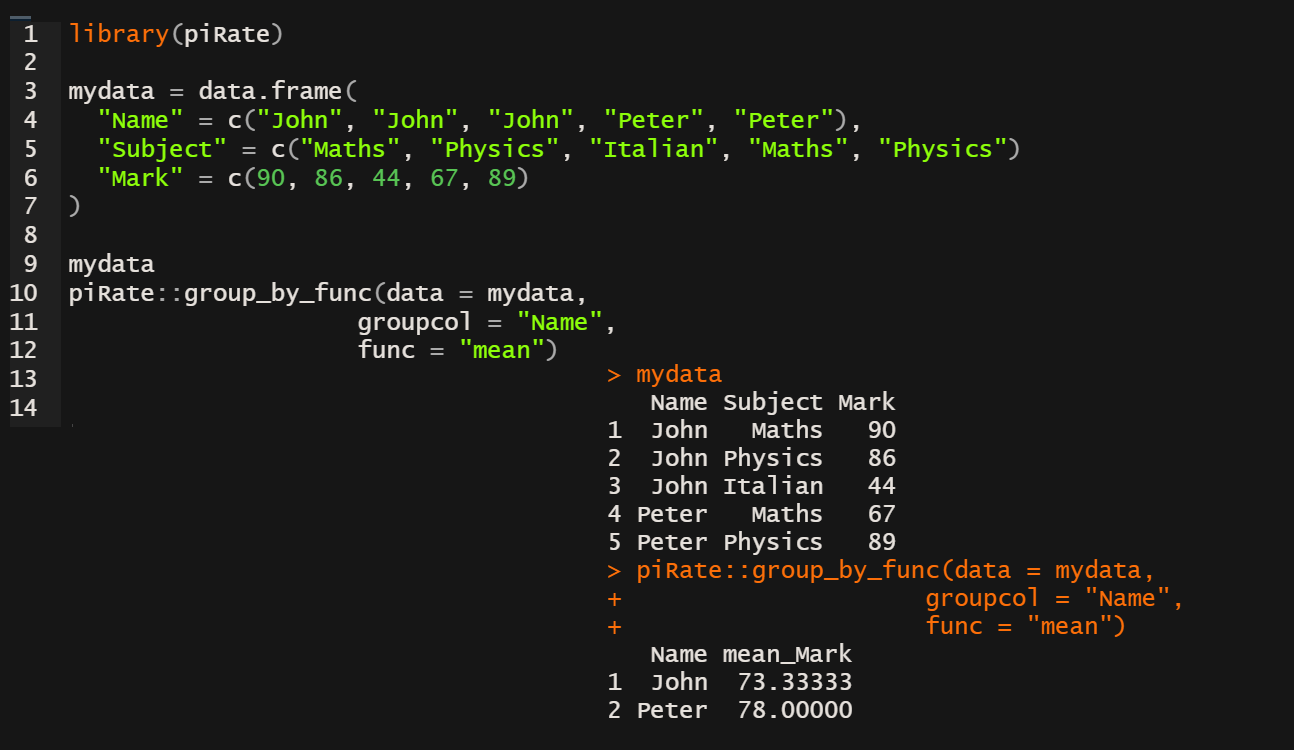 1 library(piRate)
2
3 mydata = data.frame(
4   "Name" = c("John", "John", "John", "Peter", "Peter"),
5   "Subject" = c("Maths", "Physics", "Italian", "Maths", "Physics")
6   "Mark" = c(90, 86, 44, 67, 89)
7 )
8
9 mydata
10 piRate::group_by_func(data = mydata,
11                     groupcol = "Name",
12                     func = "mean")
13
14
> mydata
   Name Subject Mark
1  John   Maths   90
2  John Physics   86
3  John Italian   44
4 Peter   Maths   67
5 Peter Physics   89
> piRate::group_by_func(data = mydata,
+                     groupcol = "Name",
+                     func = "mean")
   Name mean_Mark
1  John  73.33333
2 Peter  78.00000